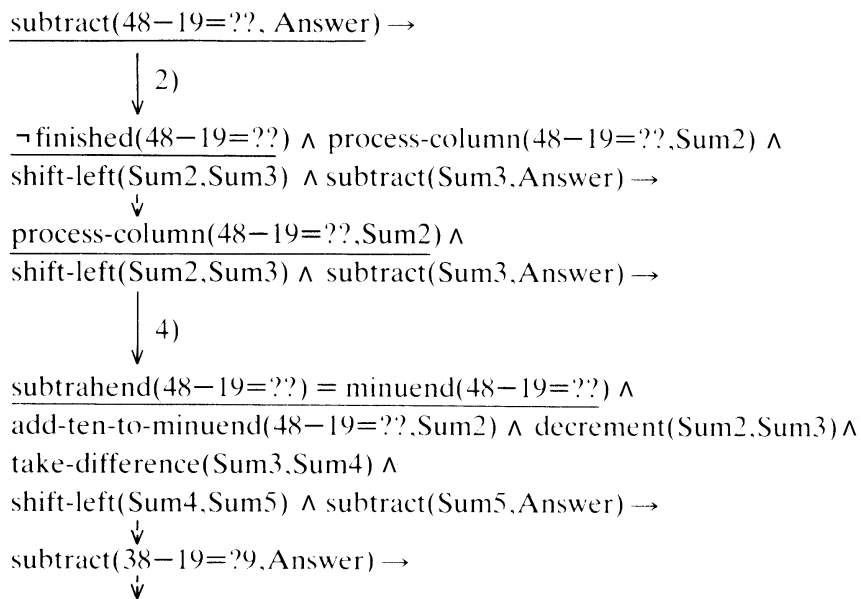 subtract(48−19=??, Answer) →
2)
¬finished(48−19=??) ∧ process-column(48−19=??,Sum2) ∧
shift-left(Sum2,Sum3) ∧ subtract(Sum3,Answer) →
process-column(48−19=??,Sum2) ∧
shift-left(Sum2,Sum3) ∧ subtract(Sum3,Answer) →
4)
subtrahend(48−19=??) = minuend(48−19=??) ∧
add-ten-to-minuend(48−19=??,Sum2) ∧ decrement(Sum2,Sum3) ∧
take-difference(Sum3,Sum4) ∧
shift-left(Sum4,Sum5) ∧ subtract(Sum5,Answer) →
subtract(38−19=?9,Answer) →